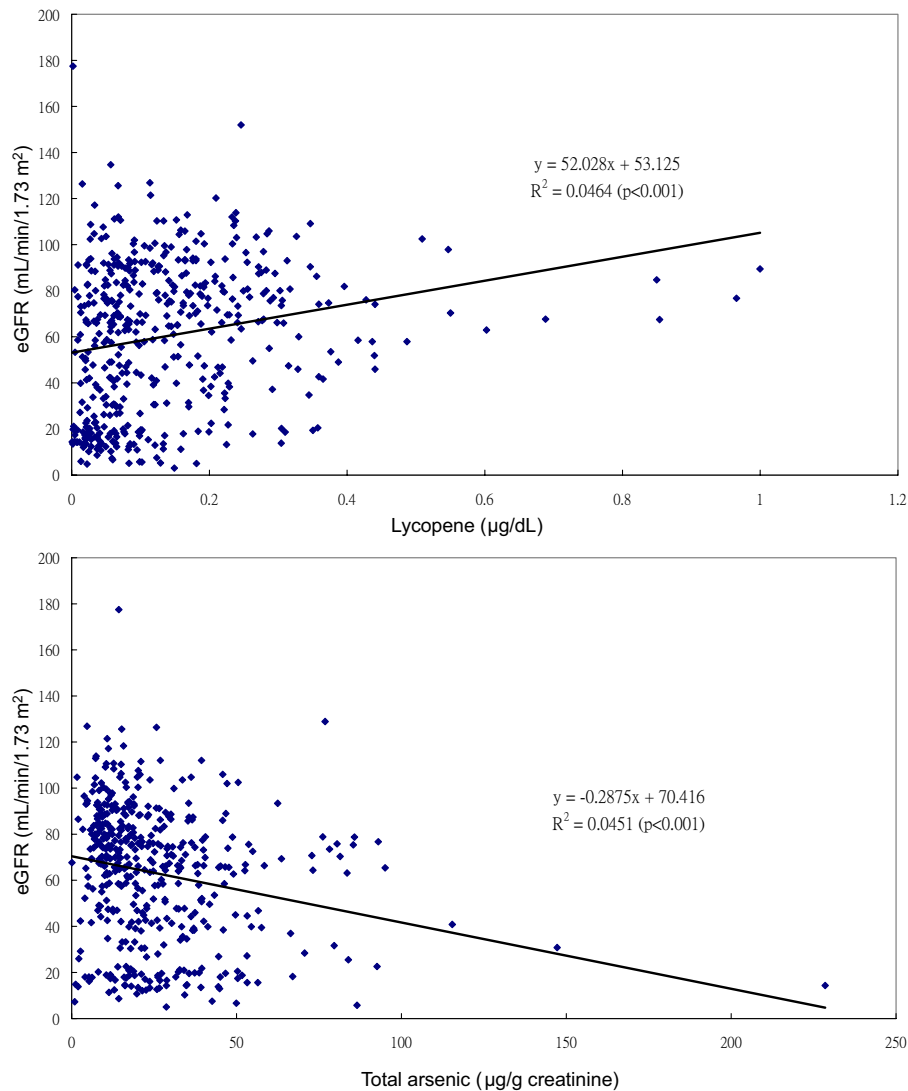 200
180
160
140
120
100
80
60
40
20
0
eGFR (mL/min/1.73 m²)
y = 52.028x + 53.125
R² = 0.0464 (p<0.001)
0 0.2 0.4 0.6 0.8 1 1.2
Lycopene (µg/dL)
200
180
160
140
120
100
80
60
40
20
0
eGFR (mL/min/1.73 m²)
y = -0.2875x + 70.416
R² = 0.0451 (p<0.001)
0 50 100 150 200 250
Total arsenic (µg/g creatinine)